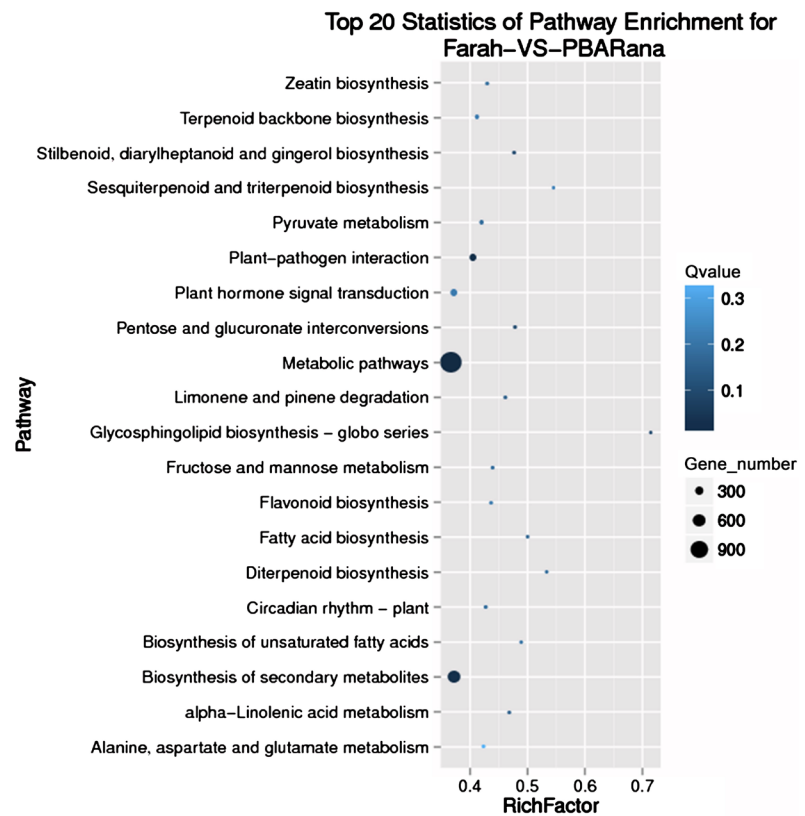 Top 20 Statistics of Pathway Enrichment for
Farah−VS−PBARana
Zeatin biosynthesis
Terpenoid backbone biosynthesis
Stilbenoid, diarylheptanoid and gingerol biosynthesis
Sesquiterpenoid and triterpenoid biosynthesis
Pyruvate metabolism
Plant−pathogen interaction
Plant hormone signal transduction
Pentose and glucuronate interconversions
Metabolic pathways
Limonene and pinene degradation
Glycosphingolipid biosynthesis − globo series
Fructose and mannose metabolism
Flavonoid biosynthesis
Fatty acid biosynthesis
Diterpenoid biosynthesis
Circadian rhythm − plant
Biosynthesis of unsaturated fatty acids
Biosynthesis of secondary metabolites
alpha−Linolenic acid metabolism
Alanine, aspartate and glutamate metabolism
Pathway
0.4 0.5 0.6 0.7
RichFactor
Qvalue
0.3
0.2
0.1
Gene_number
300
600
900